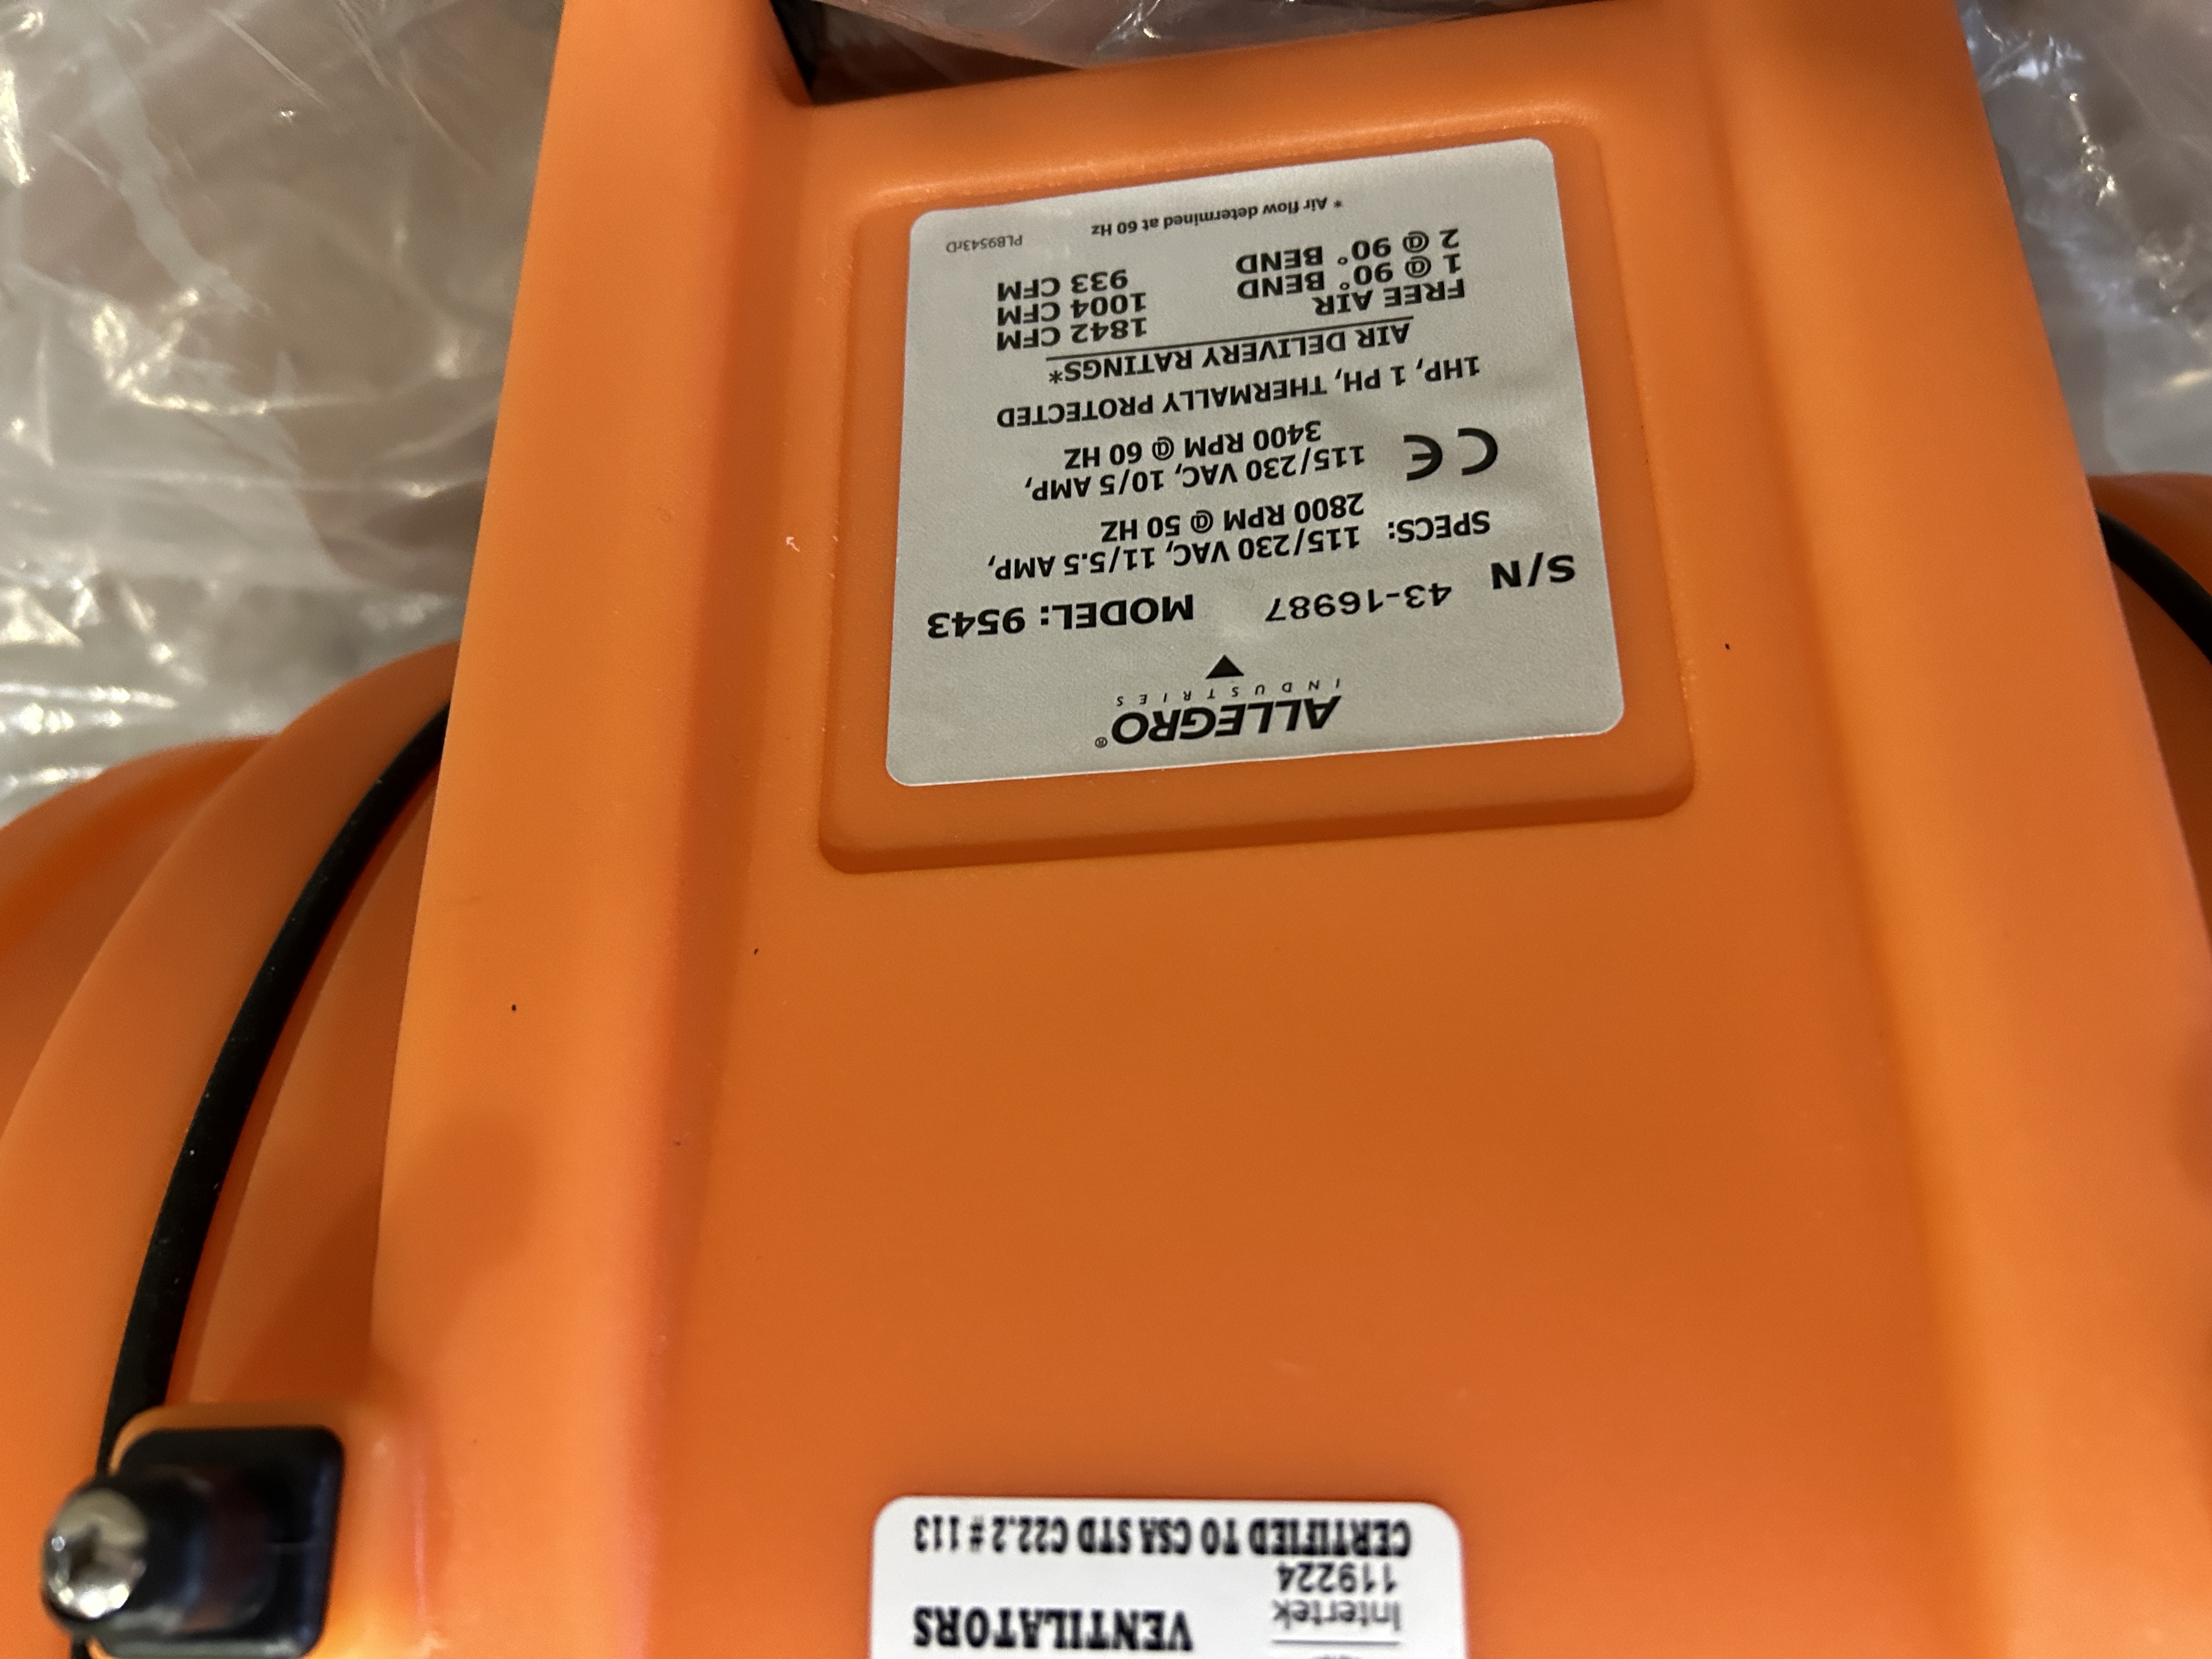 ALLEGRO®
INDUSTRIES
S/N 43-16987 MODEL: 9543
SPECS: 115/230 VAC, 11/5.5 AMP,
2800 RPM @ 50 HZ
CE 115/230 VAC, 10/5 AMP,
3400 RPM @ 60 HZ
1HP, 1 PH, THERMALLY PROTECTED
AIR DELIVERY RATINGS*
FREE AIR 1842 CFM
1 @ 90° BEND 1004 CFM
2 @ 90° BEND 933 CFM
* Air flow determined at 60 Hz PLB9543rD
Intertek VENTILATORS
119224
CERTIFIED TO CSA STD C22.2 # 113